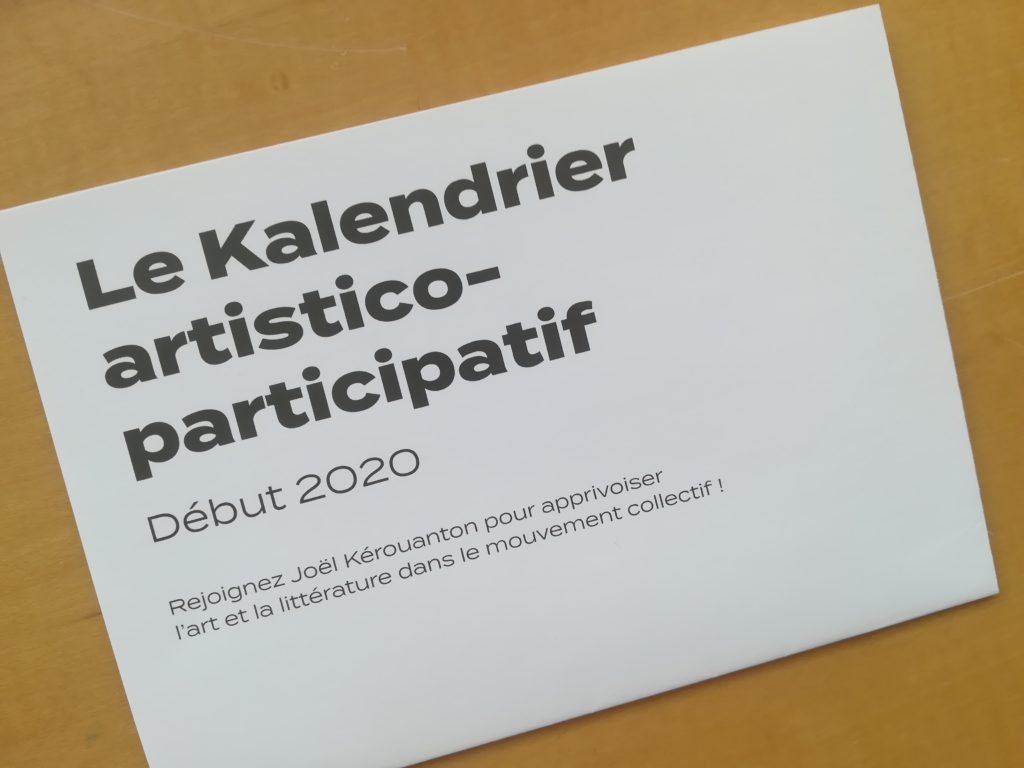 Le Kalendrier
artistico-
participatif
Début 2020
Rejoignez Joël Kérouanton pour apprivoiser
l'art et la littérature dans le mouvement collectif !